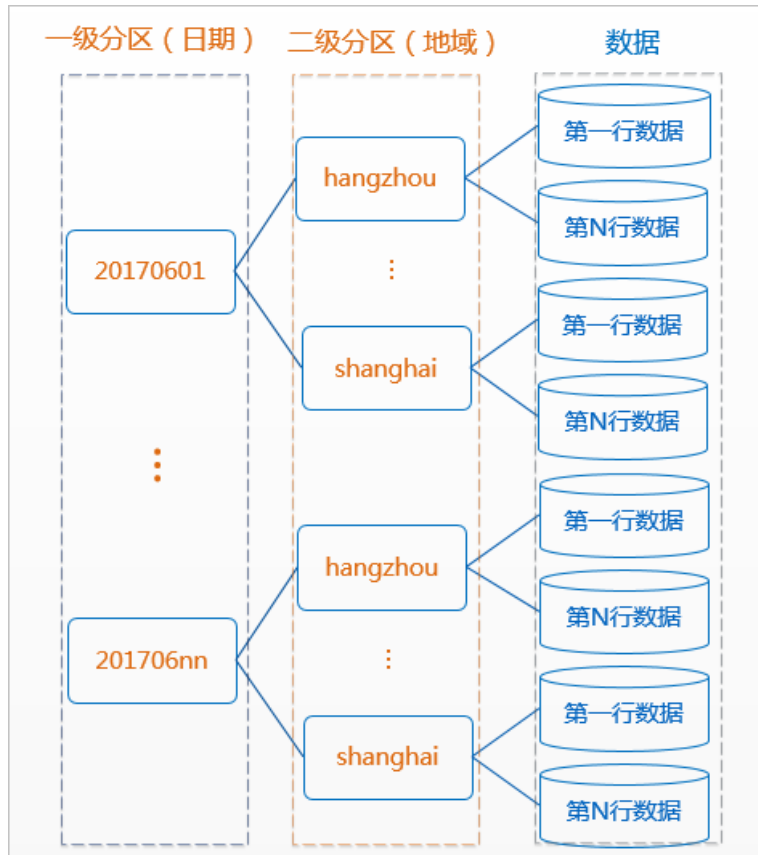 一级分区（日期）
二级分区（地域）
数据
20170601
hangzhou
第一行数据
第N行数据
⋮
shanghai
第一行数据
第N行数据
⋮
201706nn
hangzhou
第一行数据
第N行数据
⋮
shanghai
第一行数据
第N行数据